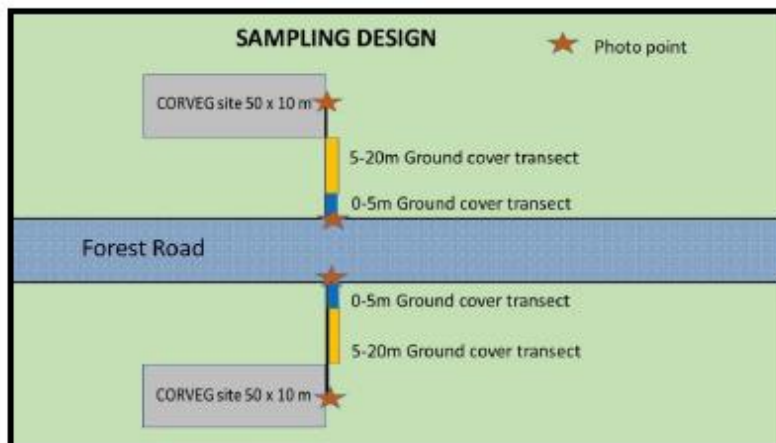 SAMPLING DESIGN
Photo point
CORVEG site 50 x 10 m
5-20m Ground cover transect
0-5m Ground cover transect
Forest Road
0-5m Ground cover transect
5-20m Ground cover transect
CORVEG site 50 x 10 m